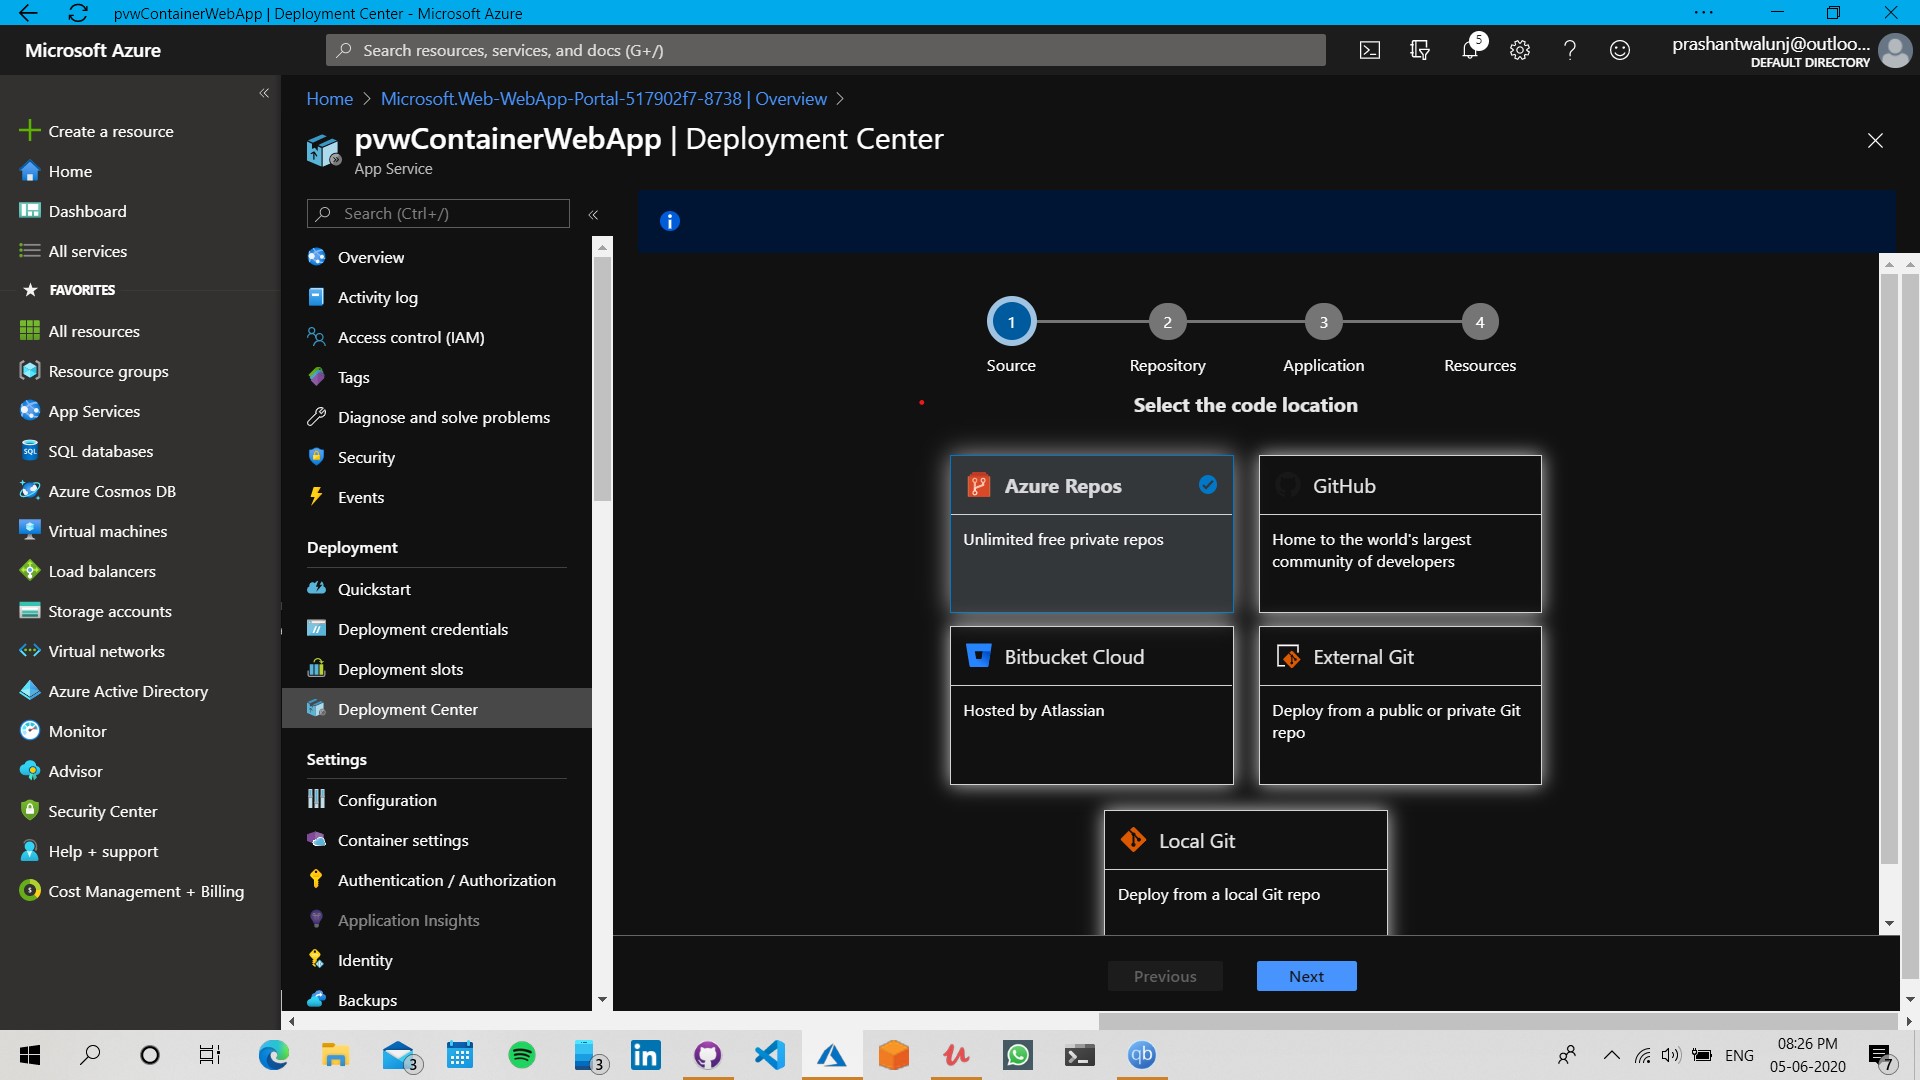 pvwContainerWebApp | Deployment Center - Microsoft Azure
Microsoft Azure
Search resources, services, and docs (G+/)
5
prashantwalunj@outloo...
DEFAULT DIRECTORY
Create a resource
Home
Dashboard
All services
FAVORITES
All resources
Resource groups
App Services
SQL databases
Azure Cosmos DB
Virtual machines
Load balancers
Storage accounts
Virtual networks
Azure Active Directory
Monitor
Advisor
Security Center
Help + support
Cost Management + Billing
Home > Microsoft.Web-WebApp-Portal-517902f7-8738 | Overview >
pvwContainerWebApp | Deployment Center
App Service
Search (Ctrl+/)
Overview
Activity log
Access control (IAM)
Tags
Diagnose and solve problems
Security
Events
Deployment
Quickstart
Deployment credentials
Deployment slots
Deployment Center
Settings
Configuration
Container settings
Authentication / Authorization
Application Insights
Identity
Backups
1 2 3 4
Source Repository Application Resources
Select the code location
Azure Repos
Unlimited free private repos
GitHub
Home to the world's largest
community of developers
Bitbucket Cloud
Hosted by Atlassian
External Git
Deploy from a public or private Git
repo
Local Git
Deploy from a local Git repo
Previous Next
3
3
qb
ENG
08:26 PM
05-06-2020
7